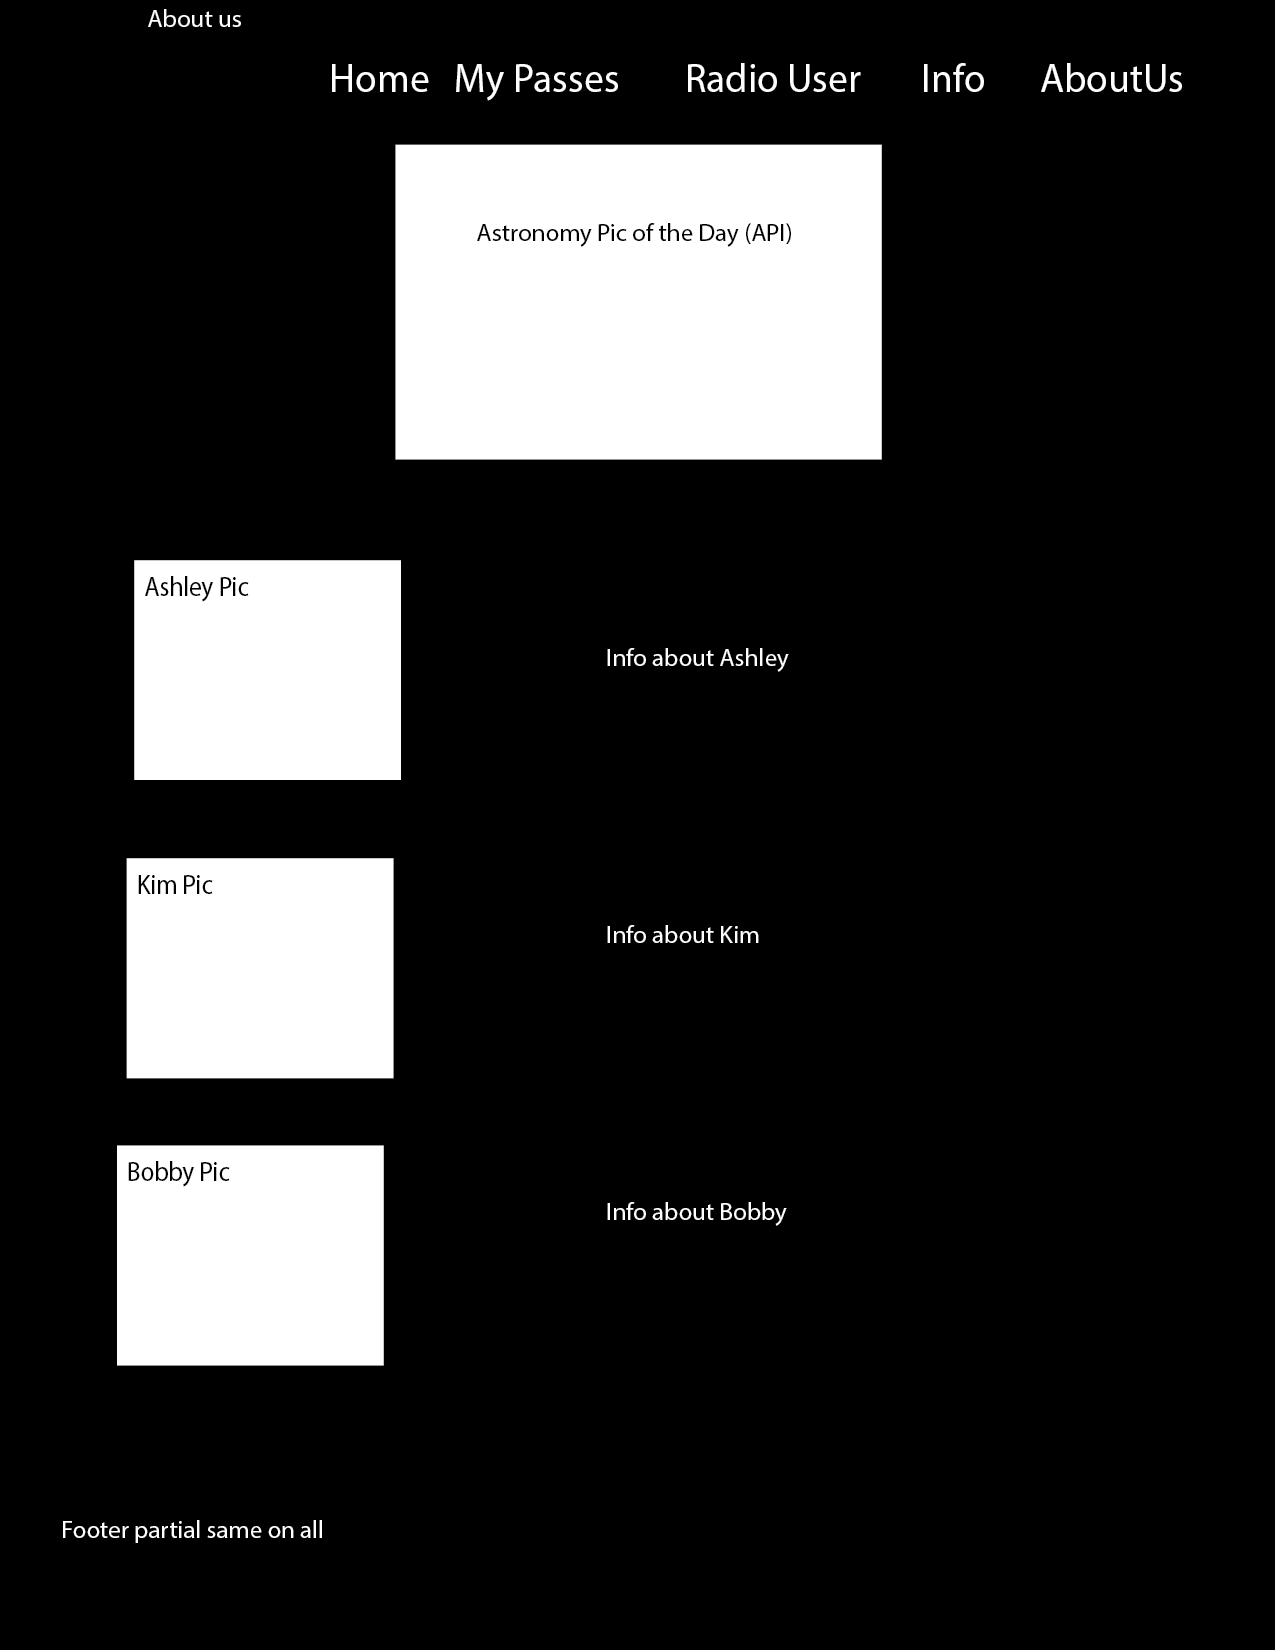 About us
Home My Passes Radio User Info AboutUs
Astronomy Pic of the Day (API)
Ashley Pic
Info about Ashley
Kim Pic
Info about Kim
Bobby Pic
Info about Bobby
Footer partial same on all